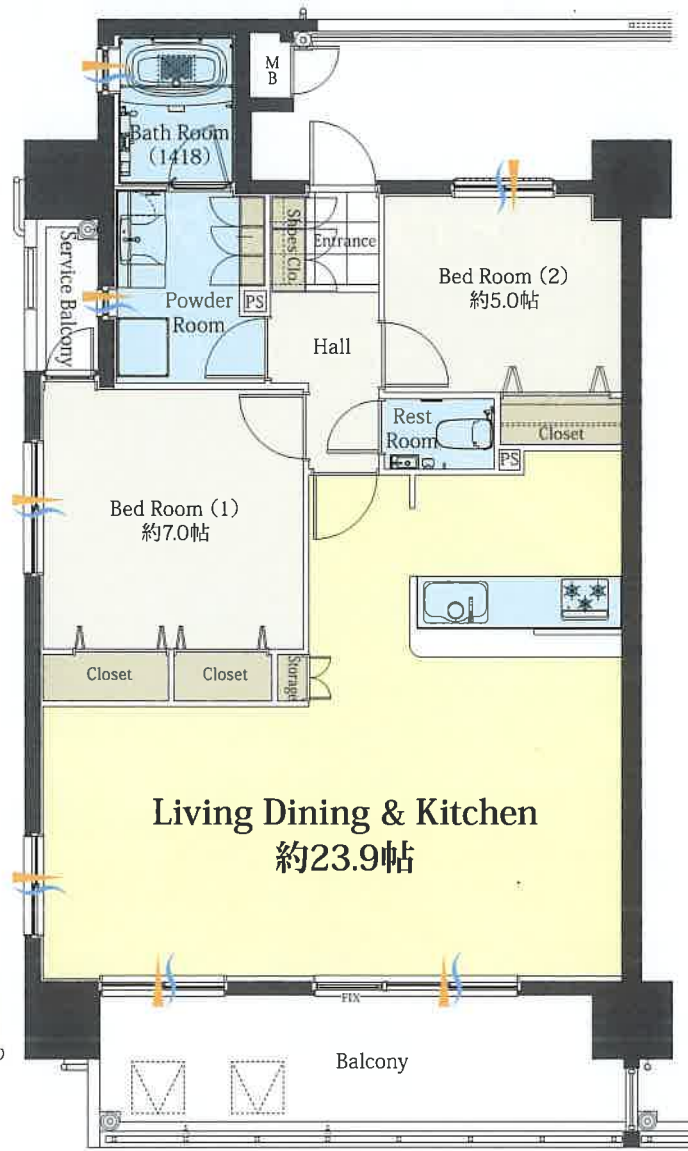 M
B
Bath Room
(1418)
Service Balcony
Shoes Clo.
Entrance
Powder
Room
PS
Bed Room (2)
約5.0帖
Hall
Rest
Room
Closet
PS
Bed Room (1)
約7.0帖
Closet
Closet
Storage
Living Dining & Kitchen
約23.9帖
FIX
Balcony